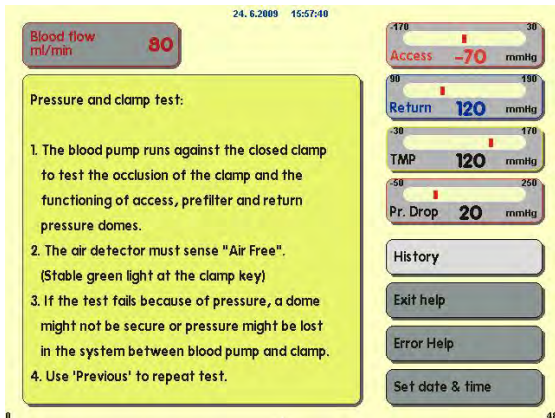 24. 6.2009 15:57:40
Blood flow
ml/min 80
Pressure and clamp test:
1. The blood pump runs against the closed clamp
to test the occlusion of the clamp and the
functioning of access, prefilter and return
pressure domes.
2. The air detector must sense "Air Free".
(Stable green light at the clamp key)
3. If the test fails because of pressure, a dome
might not be secure or pressure might be lost
in the system between blood pump and clamp.
4. Use 'Previous' to repeat test.
-170 30
Access -70 mmHg
90 190
Return 120 mmHg
-30 170
TMP 120 mmHg
-50 250
Pr. Drop 20 mmHg
History
Exit help
Error Help
Set date & time